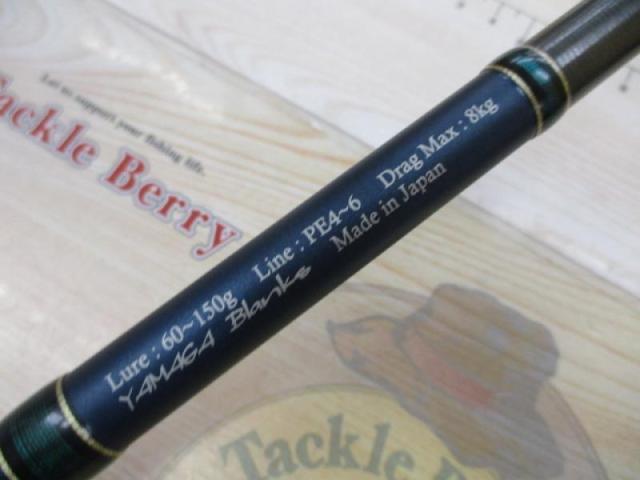 Let us support your fishing life.
Tackle Berry
Lure : 60~150g Line : PE4~6 Drag Max : 8kg
YAMAGA Blanks Made in Japan
Tackle Be